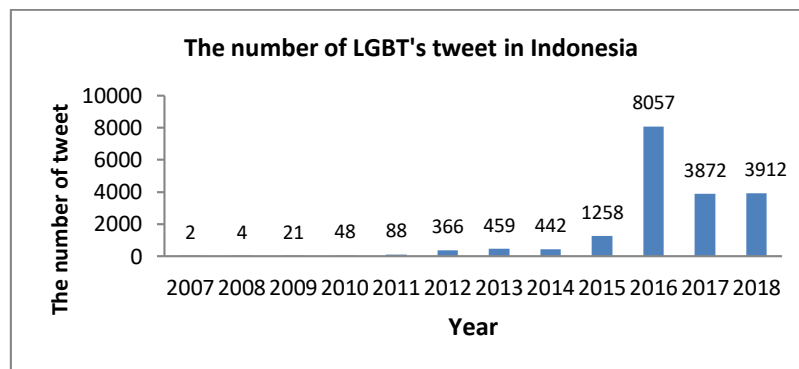 The number of LGBT's tweet in Indonesia
The number of tweet
10000
8000
6000
4000
2000
0
2 4 21 48 88 366 459 442 1258 8057 3872 3912
2007 2008 2009 2010 2011 2012 2013 2014 2015 2016 2017 2018
Year